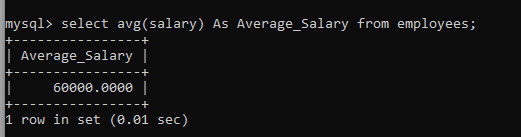 mysql> select avg(salary) As Average_Salary from employees;
+----------------+
| Average_Salary |
+----------------+
|     60000.0000 |
+----------------+
1 row in set (0.01 sec)